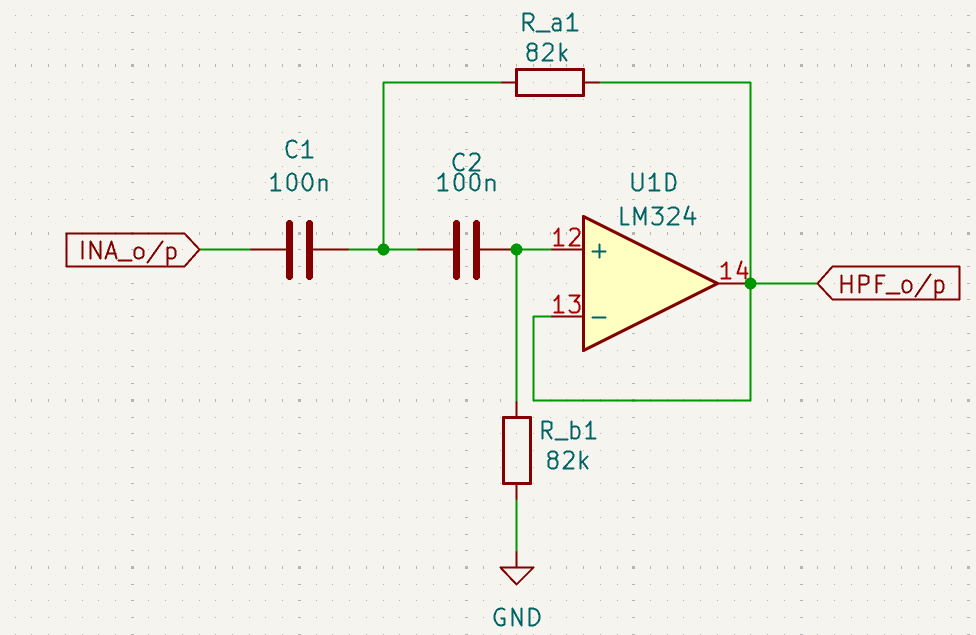 R_a1
82k
C1
100n
C2
100n
U1D
LM324
INA_o/p
12
+
14
HPF_o/p
13
−
R_b1
82k
GND